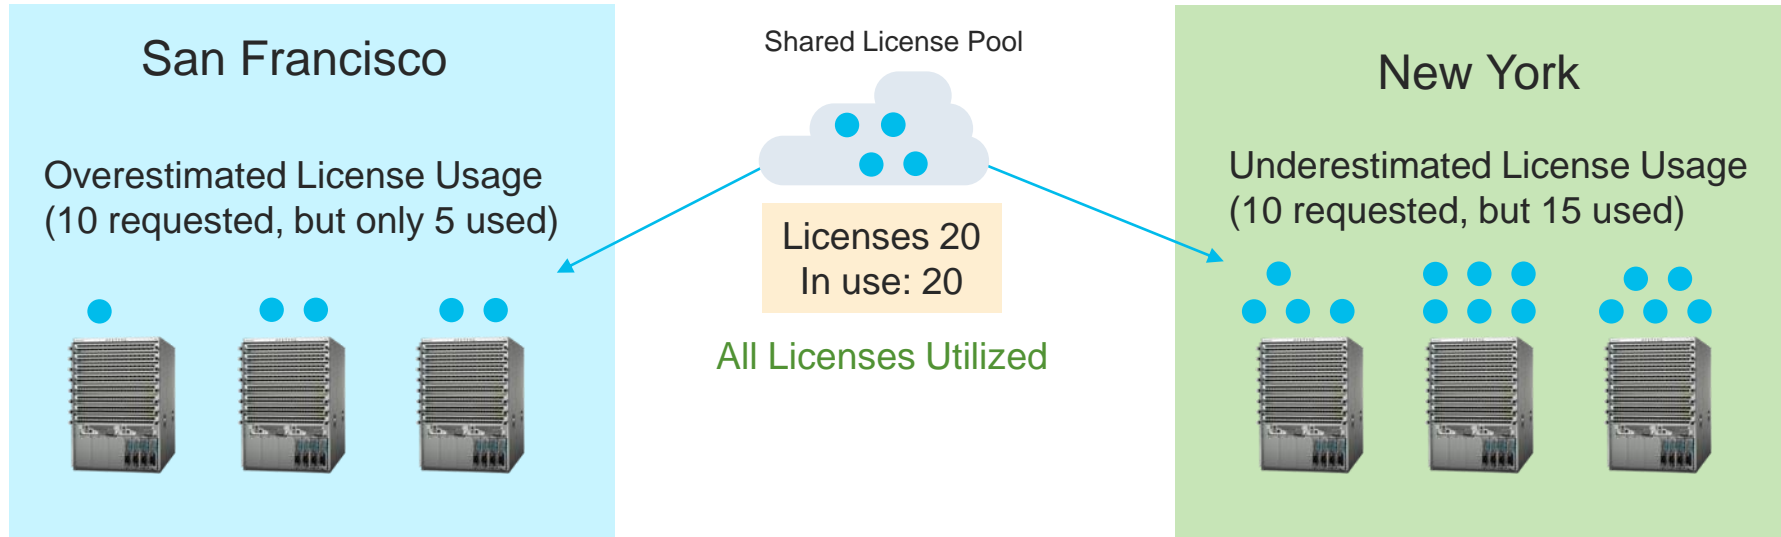 San Francisco
Overestimated License Usage
(10 requested, but only 5 used)
Shared License Pool
Licenses 20
In use: 20
All Licenses Utilized
New York
Underestimated License Usage
(10 requested, but 15 used)